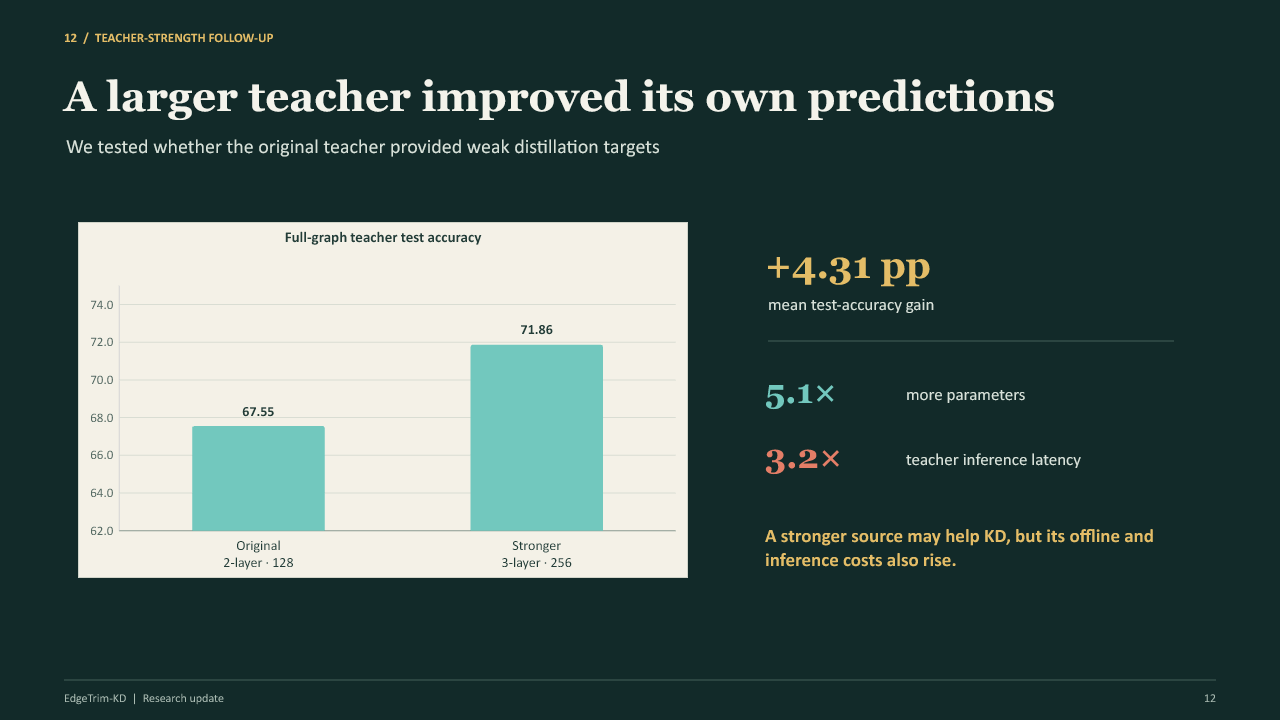 12 / TEACHER-STRENGTH FOLLOW-UP
A larger teacher improved its own predictions
We tested whether the original teacher provided weak distillation targets
Full-graph teacher test accuracy
74.0
72.0
70.0
68.0
66.0
64.0
62.0
67.55
71.86
Original
2-layer · 128
Stronger
3-layer · 256
+4.31 pp
mean test-accuracy gain
5.1× more parameters
3.2× teacher inference latency
A stronger source may help KD, but its offline and
inference costs also rise.
EdgeTrim-KD | Research update
12